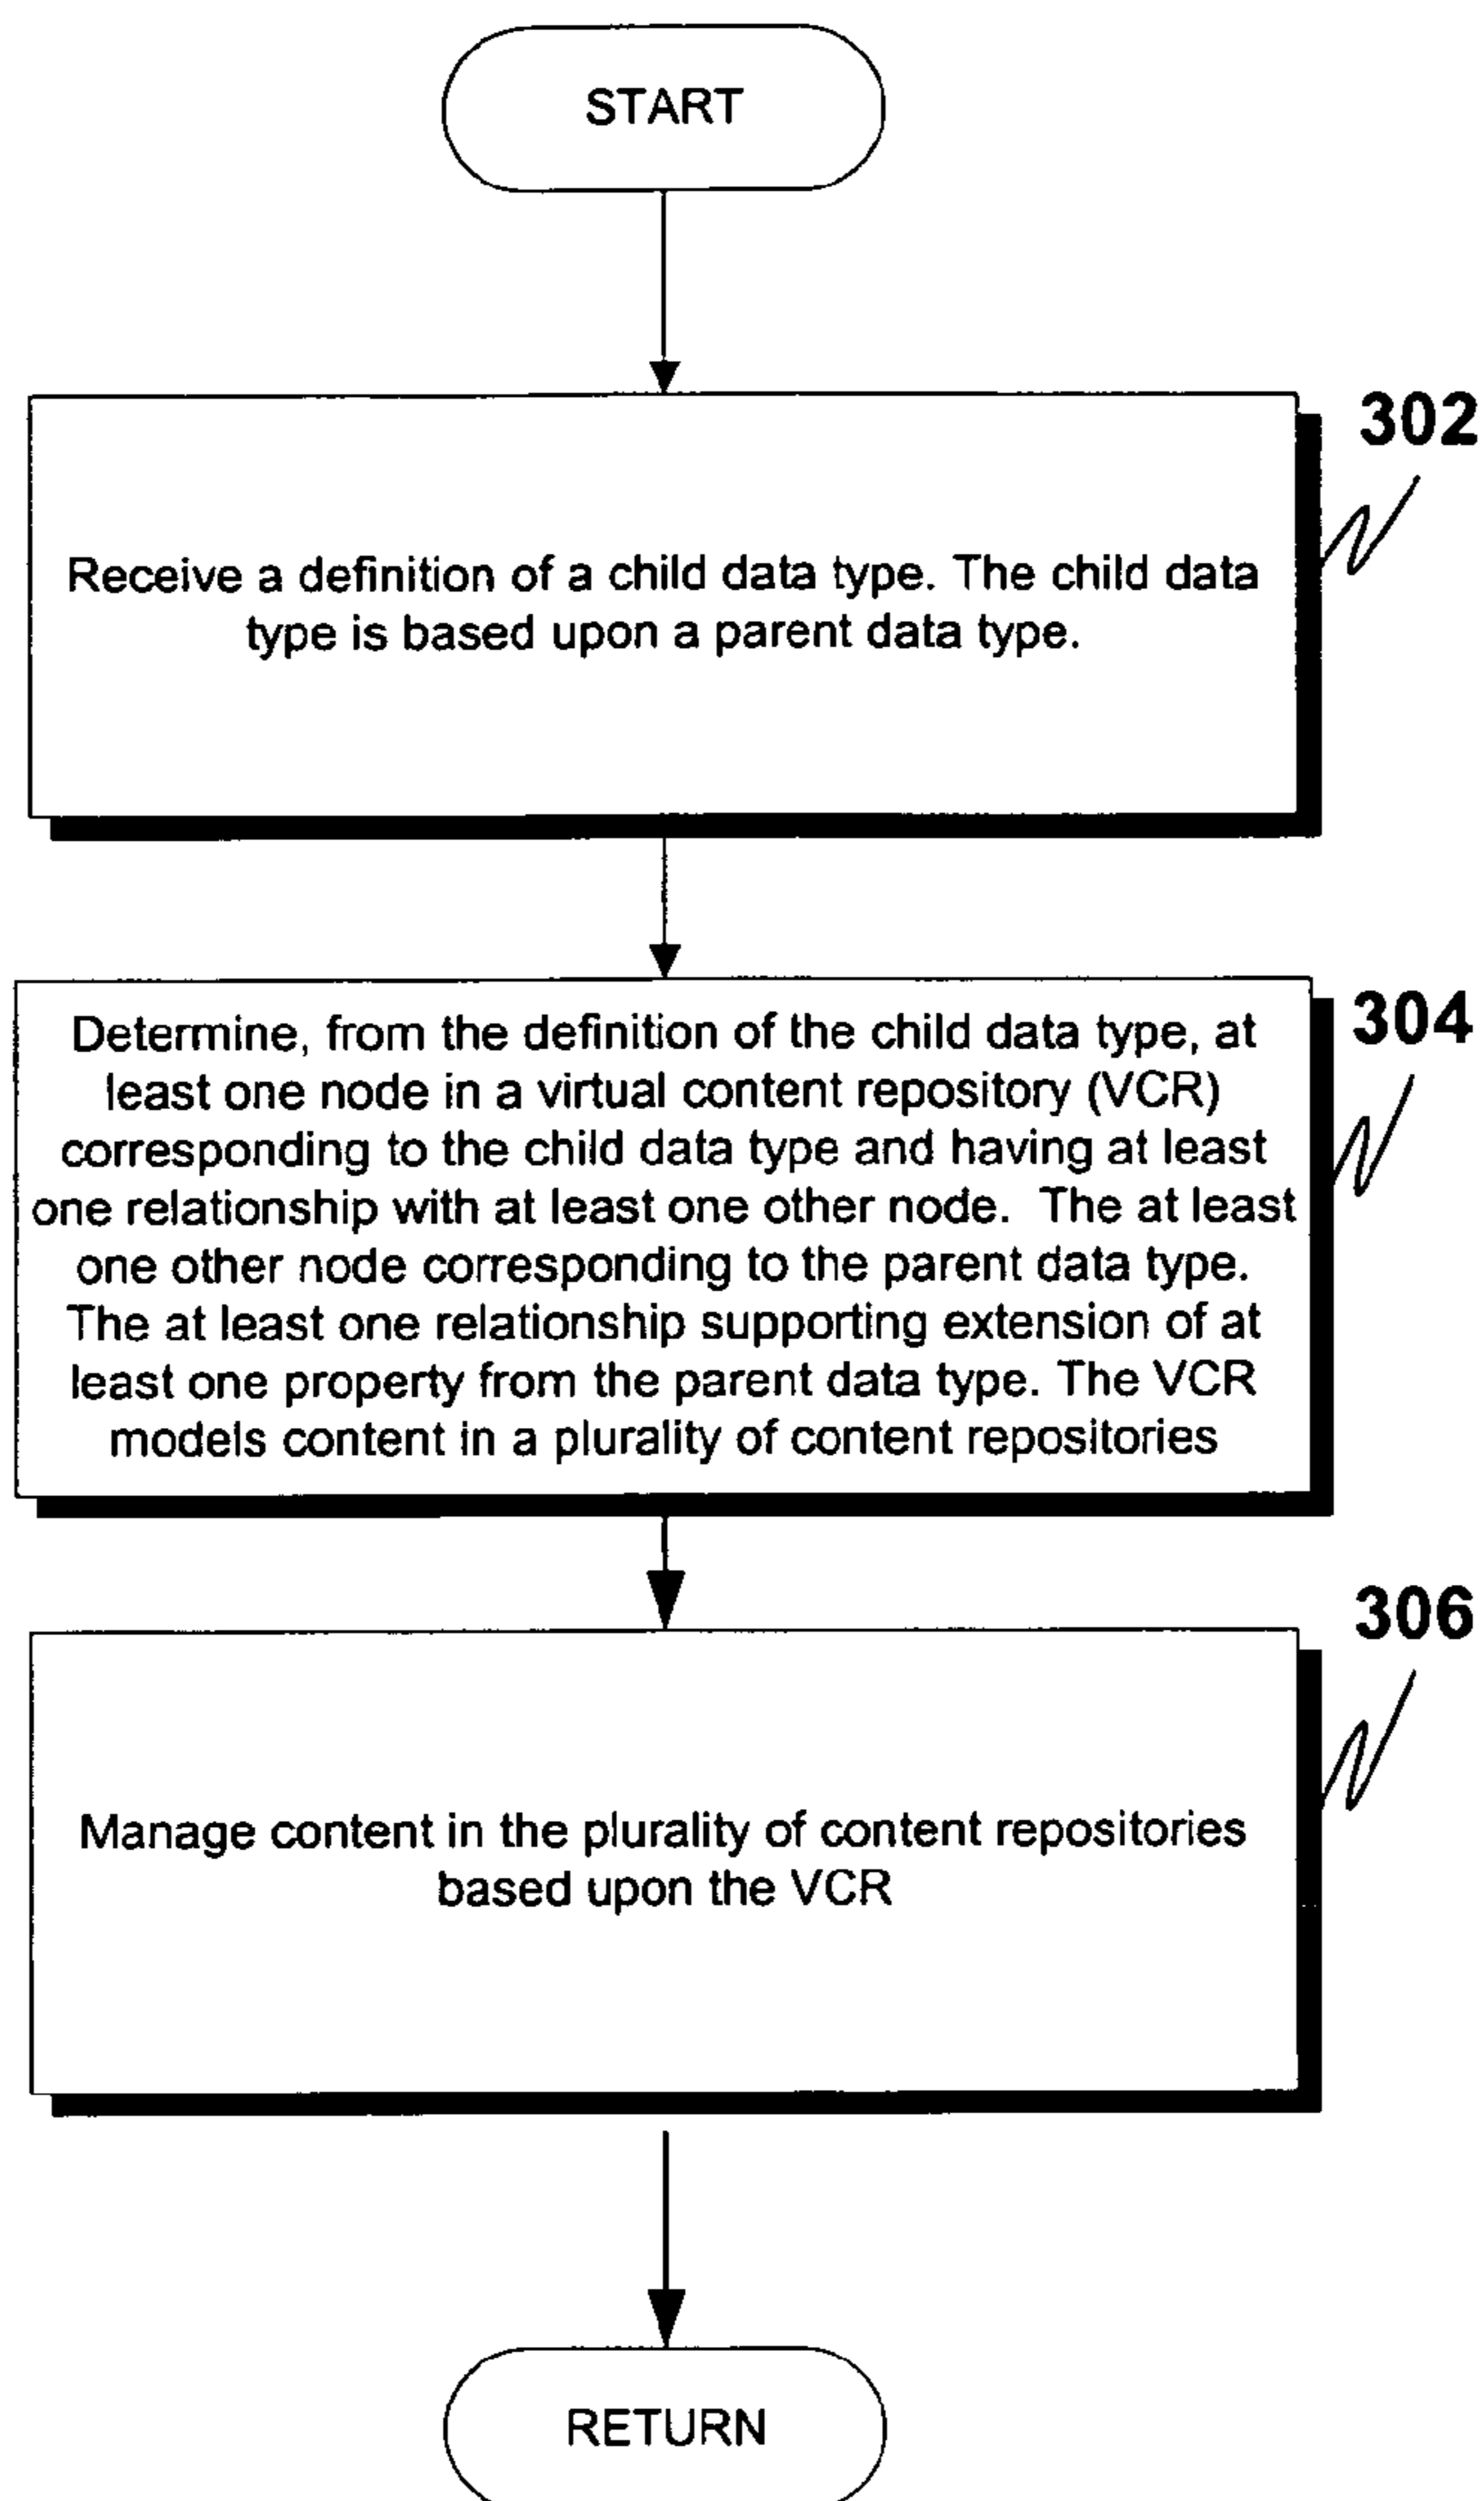 START
302
Receive a definition of a child data type. The child data
type is based upon a parent data type.
304
Determine, from the definition of the child data type, at
least one node in a virtual content repository (VCR)
corresponding to the child data type and having at least
one relationship with at least one other node. The at least
one other node corresponding to the parent data type.
The at least one relationship supporting extension of at
least one property from the parent data type. The VCR
models content in a plurality of content repositories
306
Manage content in the plurality of content repositories
based upon the VCR
RETURN